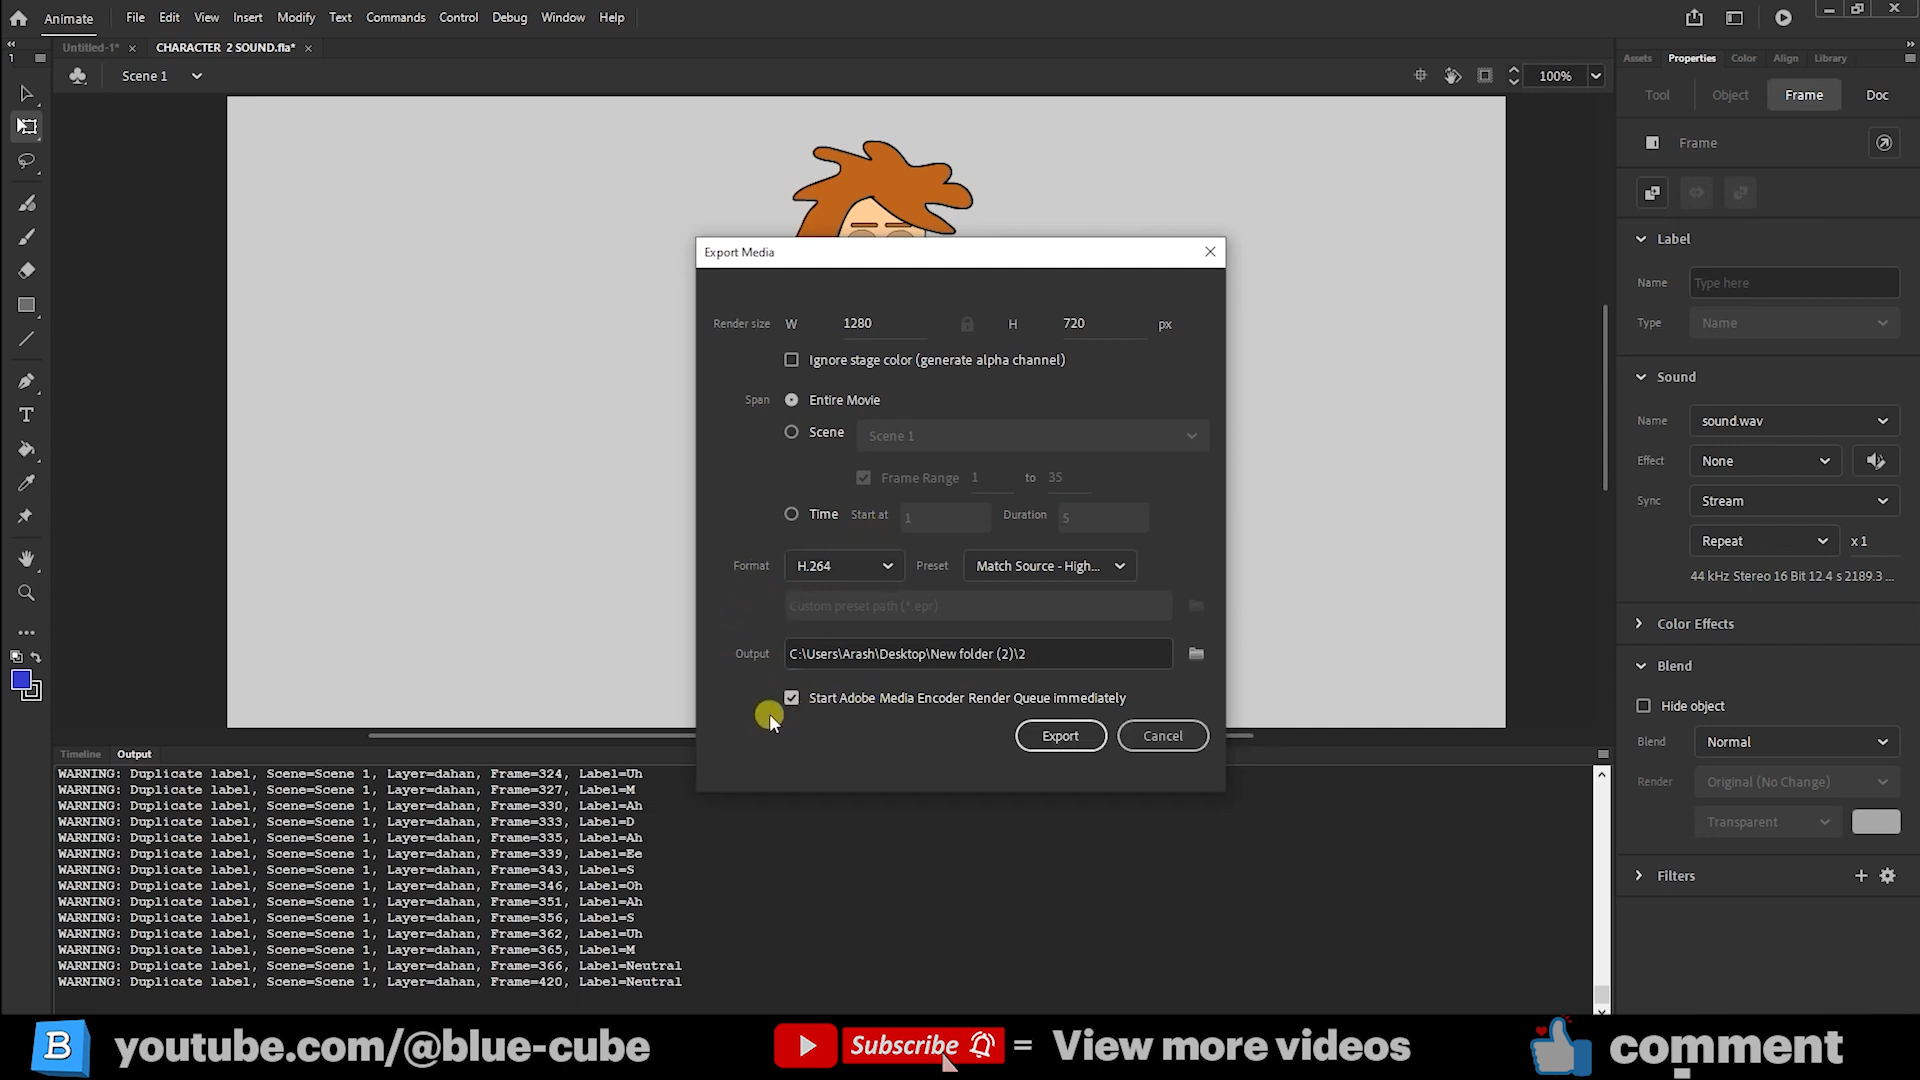 Animate File Edit View Insert Modify Text Commands Control Debug Window Help
Untitled-1* × CHARACTER 2 SOUND.fla* ×
1
Scene 1
100%
Assets Properties Color Align Library
Tool Object Frame Doc
Frame
Label
Name Type here
Type Name
Sound
Name sound.wav
Effect None
Sync Stream
Repeat x 1
44 kHz Stereo 16 Bit 12.4 s 2189.3 ...
Color Effects
Blend
Hide object
Blend Normal
Render Original (No Change)
Transparent
Filters
Export Media
Render size W 1280 H 720 px
Ignore stage color (generate alpha channel)
Span Entire Movie
Scene Scene 1
Frame Range 1 to 35
Time Start at 1 Duration 5
Format H.264 Preset Match Source - High...
Custom preset path (*.epr)
Output C:\Users\Arash\Desktop\New folder (2)\2
Start Adobe Media Encoder Render Queue immediately
Export Cancel
Timeline Output
WARNING: Duplicate label, Scene=Scene 1, Layer=dahan, Frame=324, Label=Uh
WARNING: Duplicate label, Scene=Scene 1, Layer=dahan, Frame=327, Label=M
WARNING: Duplicate label, Scene=Scene 1, Layer=dahan, Frame=330, Label=Ah
WARNING: Duplicate label, Scene=Scene 1, Layer=dahan, Frame=333, Label=D
WARNING: Duplicate label, Scene=Scene 1, Layer=dahan, Frame=335, Label=Ah
WARNING: Duplicate label, Scene=Scene 1, Layer=dahan, Frame=339, Label=Ee
WARNING: Duplicate label, Scene=Scene 1, Layer=dahan, Frame=343, Label=S
WARNING: Duplicate label, Scene=Scene 1, Layer=dahan, Frame=346, Label=Oh
WARNING: Duplicate label, Scene=Scene 1, Layer=dahan, Frame=351, Label=Ah
WARNING: Duplicate label, Scene=Scene 1, Layer=dahan, Frame=356, Label=S
WARNING: Duplicate label, Scene=Scene 1, Layer=dahan, Frame=362, Label=Uh
WARNING: Duplicate label, Scene=Scene 1, Layer=dahan, Frame=365, Label=M
WARNING: Duplicate label, Scene=Scene 1, Layer=dahan, Frame=366, Label=Neutral
WARNING: Duplicate label, Scene=Scene 1, Layer=dahan, Frame=420, Label=Neutral
B youtube.com/@blue-cube Subscribe = View more videos comment